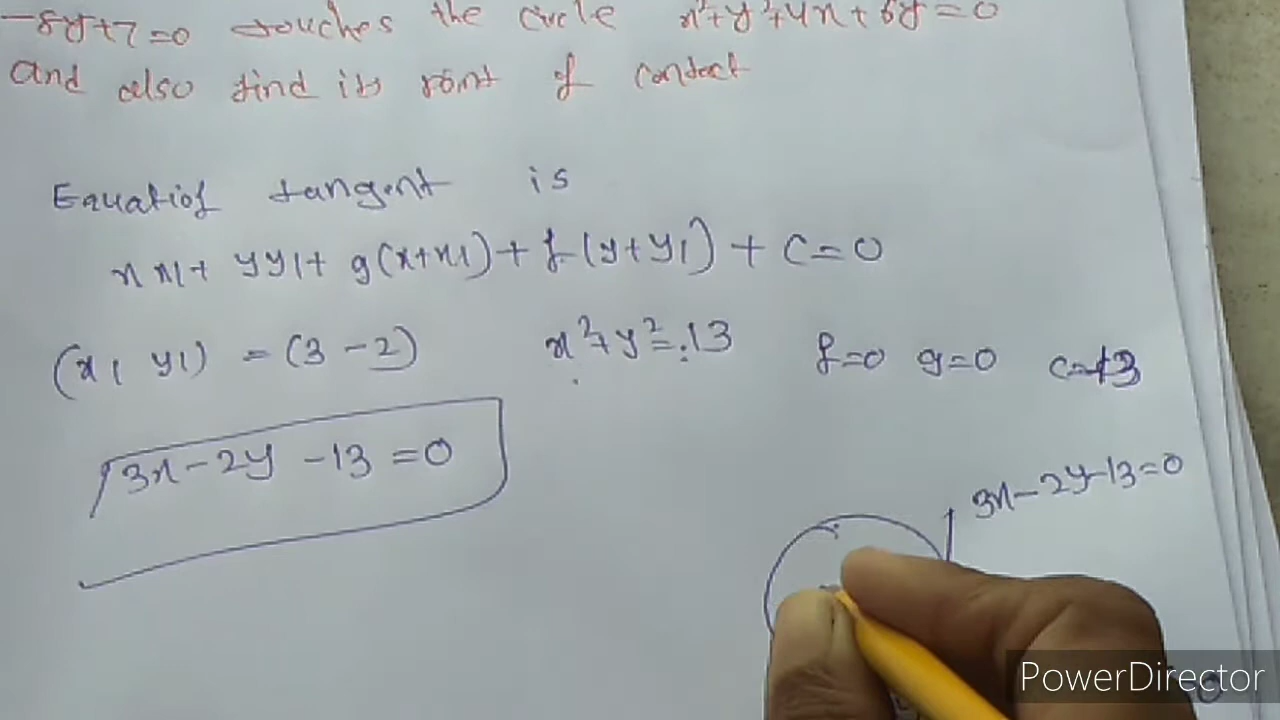 -8y+7=0 touches the circle x²+y²+4x+6y=0
and also find its point of contact
Equatiof tangent is
x x1+ yy1+ g(x+x1)+ f(y+y1) + c=0
(x1 y1) = (3 -2) x²+y²=.13 f=0 g=0 c=-13
3x-2y -13 =0
3x-2y-13=0
PowerDirector